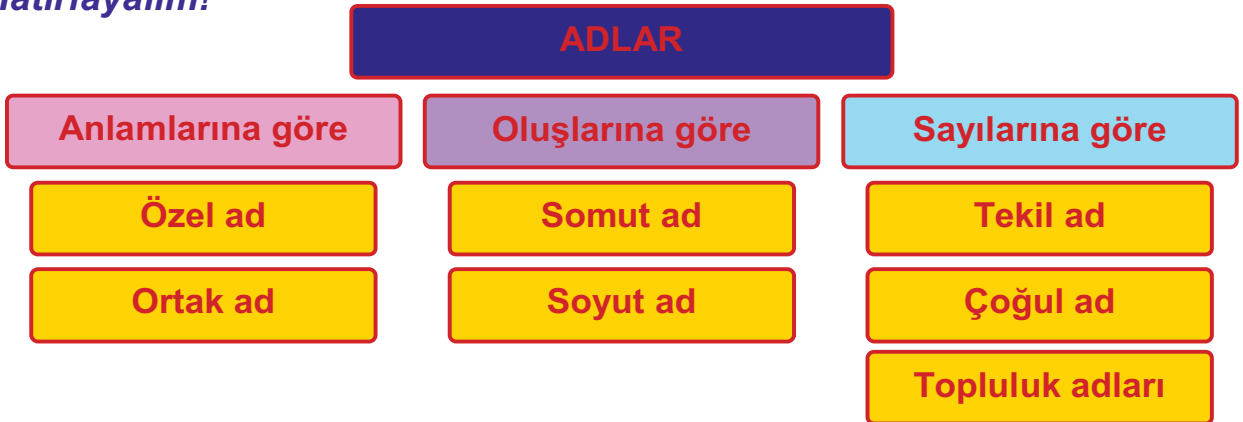 ADLAR
Anlamlarına göre
Oluşlarına göre
Sayılarına göre
Özel ad
Somut ad
Tekil ad
Ortak ad
Soyut ad
Çoğul ad
Topluluk adları